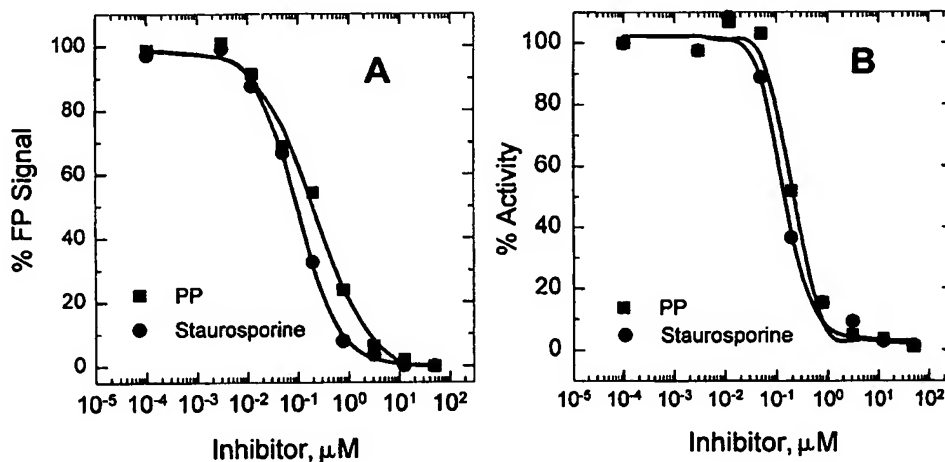 A
% FP Signal
100
80
60
40
20
0
PP
Staurosporine
10⁻⁵ 10⁻⁴ 10⁻³ 10⁻² 10⁻¹ 10⁰ 10¹ 10²
Inhibitor, μM
B
% Activity
100
80
60
40
20
0
PP
Staurosporine
10⁻⁵ 10⁻⁴ 10⁻³ 10⁻² 10⁻¹ 10⁰ 10¹ 10²
Inhibitor, μM